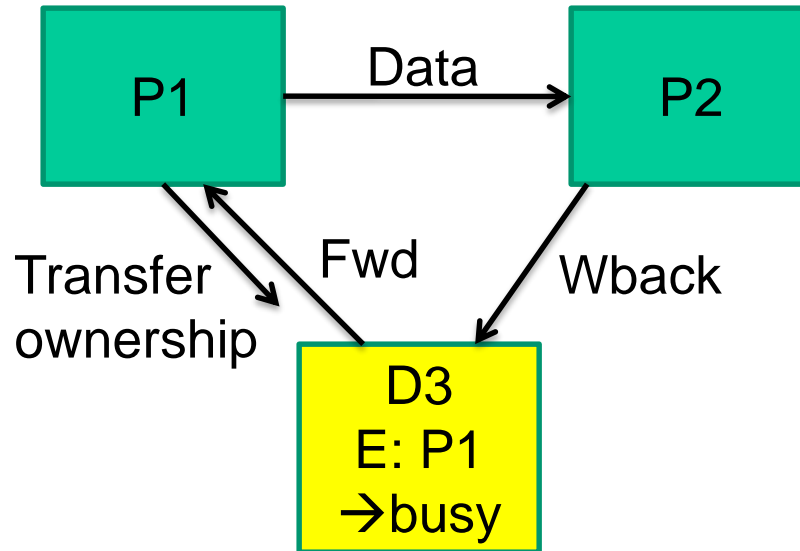 P1
Data
P2
Transfer
ownership
Fwd
Wback
D3
E: P1
→busy